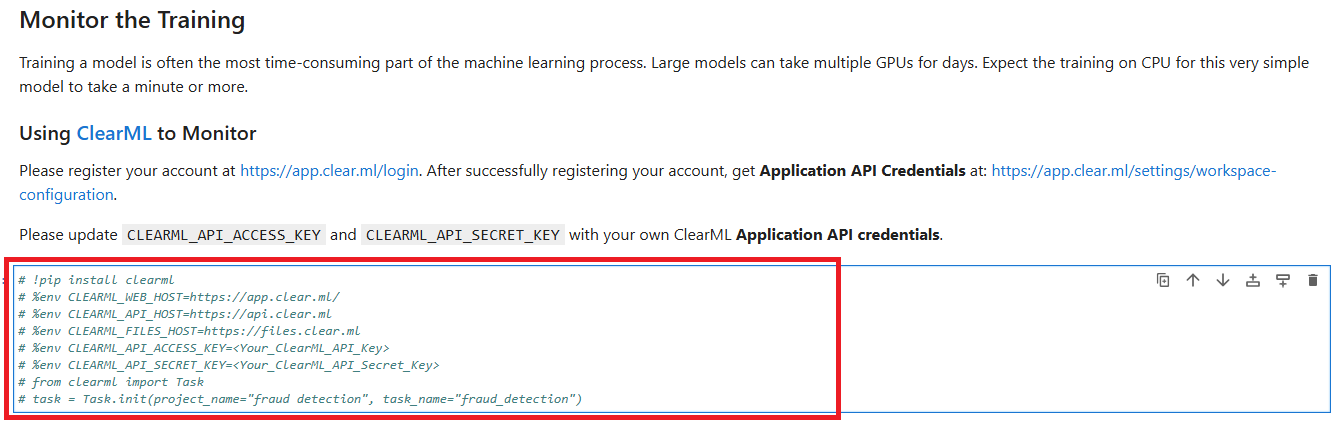 Monitor the Training
Training a model is often the most time-consuming part of the machine learning process. Large models can take multiple GPUs for days. Expect the training on CPU for this very simple
model to take a minute or more.
Using ClearML to Monitor
Please register your account at https://app.clear.ml/login. After successfully registering your account, get Application API Credentials at: https://app.clear.ml/settings/workspace-
configuration.
Please update CLEARML_API_ACCESS_KEY and CLEARML_API_SECRET_KEY with your own ClearML Application API credentials.
# !pip install clearml
# %env CLEARML_WEB_HOST=https://app.clear.ml/
# %env CLEARML_API_HOST=https://api.clear.ml
# %env CLEARML_FILES_HOST=https://files.clear.ml
# %env CLEARML_API_ACCESS_KEY=<Your_ClearML_API_Key>
# %env CLEARML_API_SECRET_KEY=<Your_ClearML_API_Secret_Key>
# from clearml import Task
# task = Task.init(project_name="fraud detection", task_name="fraud_detection")